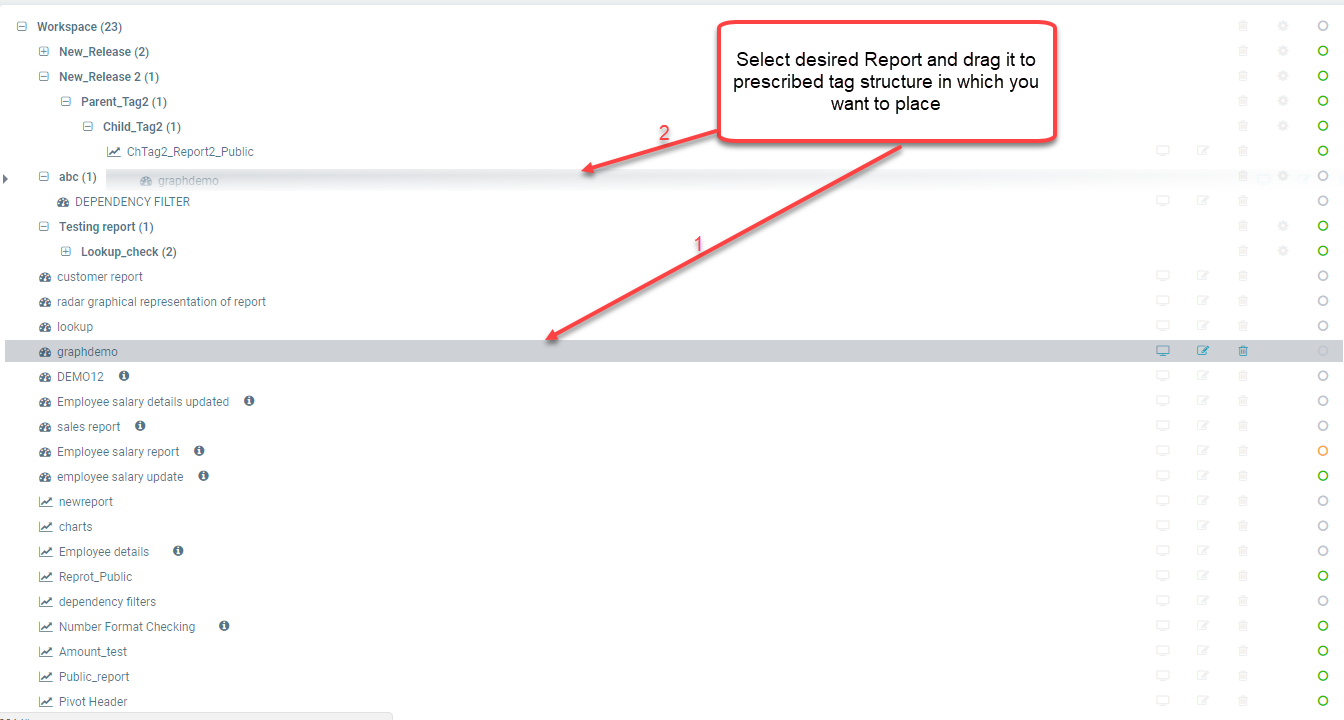 Workspace (23)
New_Release (2)
New_Release 2 (1)
Parent_Tag2 (1)
Child_Tag2 (1)
ChTag2_Report2_Public
abc (1)
graphdemo
DEPENDENCY FILTER
Testing report (1)
Lookup_check (2)
customer report
radar graphical representation of report
lookup
graphdemo
DEMO12
Employee salary details updated
sales report
Employee salary report
employee salary update
newreport
charts
Employee details
Reprot_Public
dependency filters
Number Format Checking
Amount_test
Public_report
Pivot Header
Select desired Report and drag it to
prescribed tag structure in which you
want to place
2
1